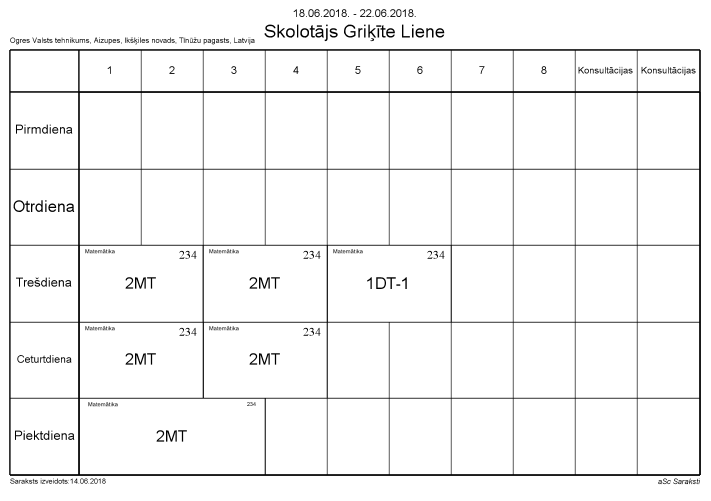 18.06.2018. - 22.06.2018.
Ogres Valsts tehnikums, Aizupes, Ikšķiles novads, Tīnūžu pagasts, Latvija
Skolotājs Griķīte Liene
1 2 3 4 5 6 7 8 Konsultācijas Konsultācijas
Pirmdiena
Otrdiena
Trešdiena
Matemātika 234
2MT
Matemātika 234
2MT
Matemātika 234
1DT-1
Ceturtdiena
Matemātika 234
2MT
Matemātika 234
2MT
Piektdiena
Matemātika 234
2MT
Saraksts izveidots:14.06.2018
aSc Saraksti